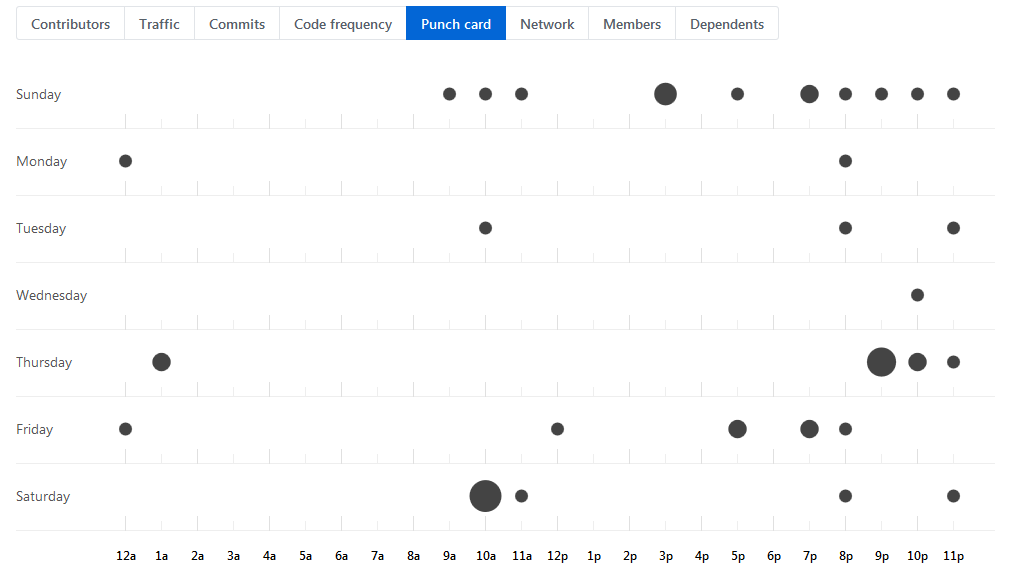 Contributors Traffic Commits Code frequency Punch card Network Members Dependents
Sunday
Monday
Tuesday
Wednesday
Thursday
Friday
Saturday
12a 1a 2a 3a 4a 5a 6a 7a 8a 9a 10a 11a 12p 1p 2p 3p 4p 5p 6p 7p 8p 9p 10p 11p